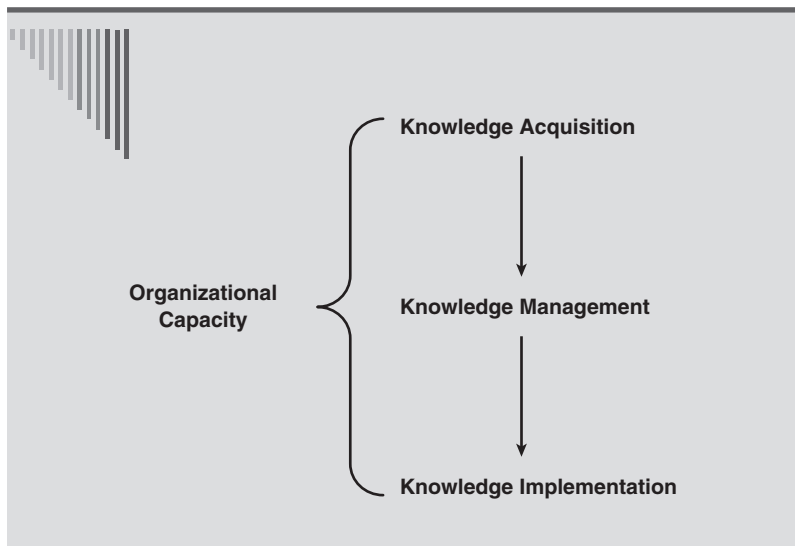 Knowledge Acquisition
Organizational
Capacity
Knowledge Management
Knowledge Implementation